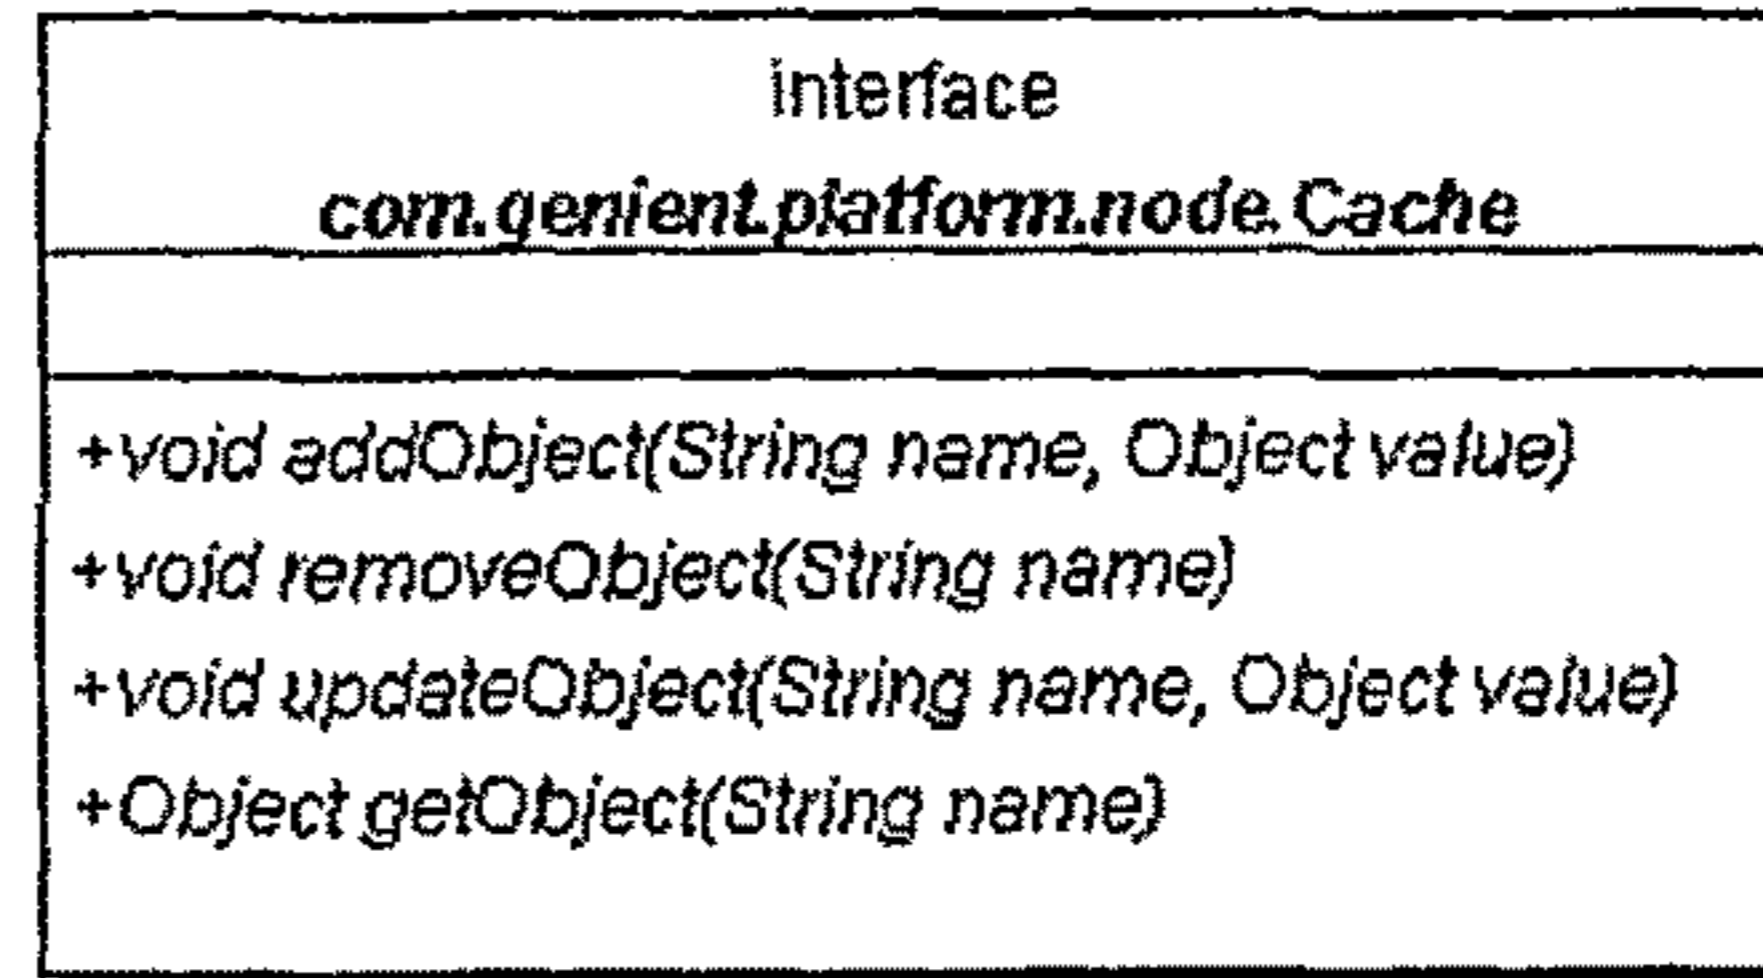 interface
com.genient.platform.node.Cache
+void addObject(String name, Object value)
+void removeObject(String name)
+void updateObject(String name, Object value)
+Object getObject(String name)